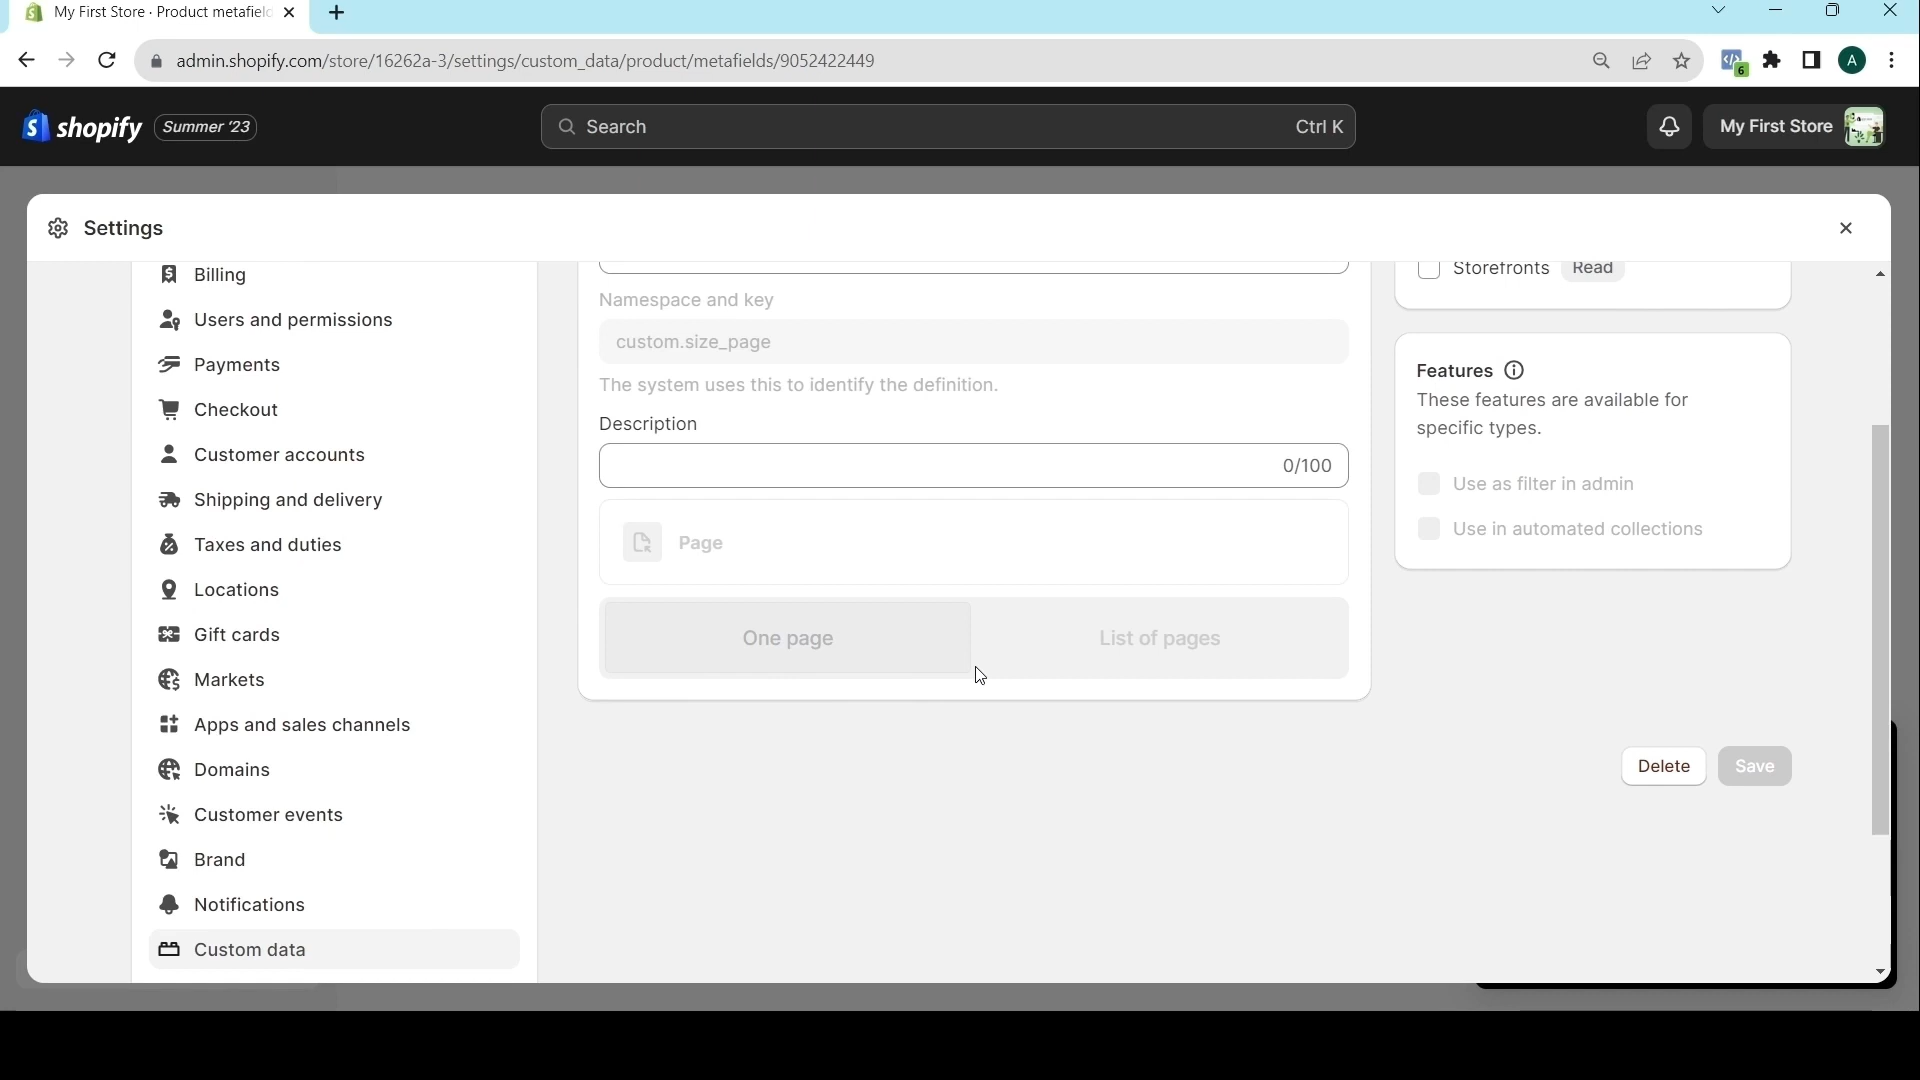 My First Store · Product metafield
admin.shopify.com/store/16262a-3/settings/custom_data/product/metafields/9052422449
6
A
shopify
Summer '23
Search
Ctrl K
My First Store
Settings
Billing
Users and permissions
Payments
Checkout
Customer accounts
Shipping and delivery
Taxes and duties
Locations
Gift cards
Markets
Apps and sales channels
Domains
Customer events
Brand
Notifications
Custom data
Namespace and key
custom.size_page
The system uses this to identify the definition.
Description
0/100
Page
One page
List of pages
Storefronts
Read
Features
These features are available for
specific types.
Use as filter in admin
Use in automated collections
Delete
Save